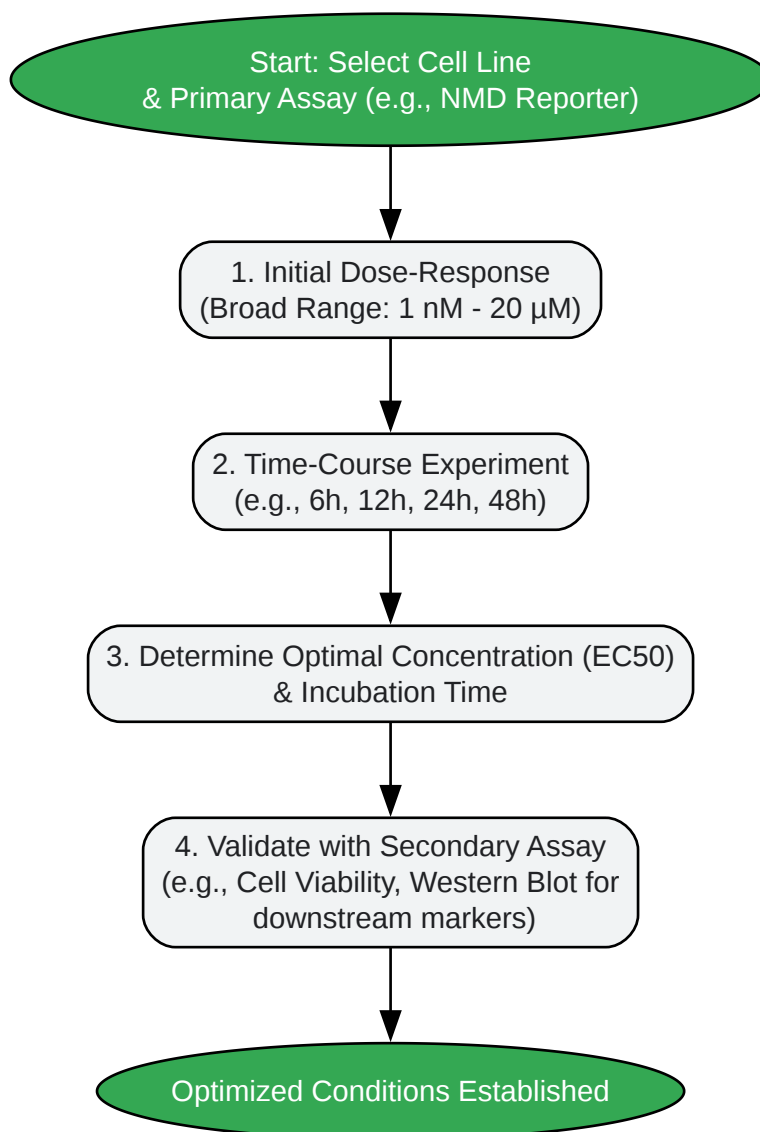 Start: Select Cell Line
& Primary Assay (e.g., NMD Reporter)
1. Initial Dose-Response
(Broad Range: 1 nM - 20 µM)
2. Time-Course Experiment
(e.g., 6h, 12h, 24h, 48h)
3. Determine Optimal Concentration (EC50)
& Incubation Time
4. Validate with Secondary Assay
(e.g., Cell Viability, Western Blot for
downstream markers)
Optimized Conditions Established